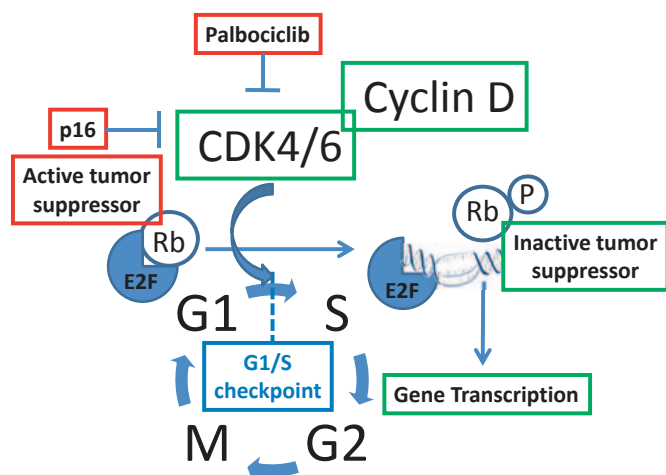 Palbociclib
Cyclin D
p16
CDK4/6
Active tumor
suppressor
Rb
E2F
Rb
P
Inactive tumor
suppressor
E2F
G1
S
G1/S
checkpoint
Gene Transcription
M
G2